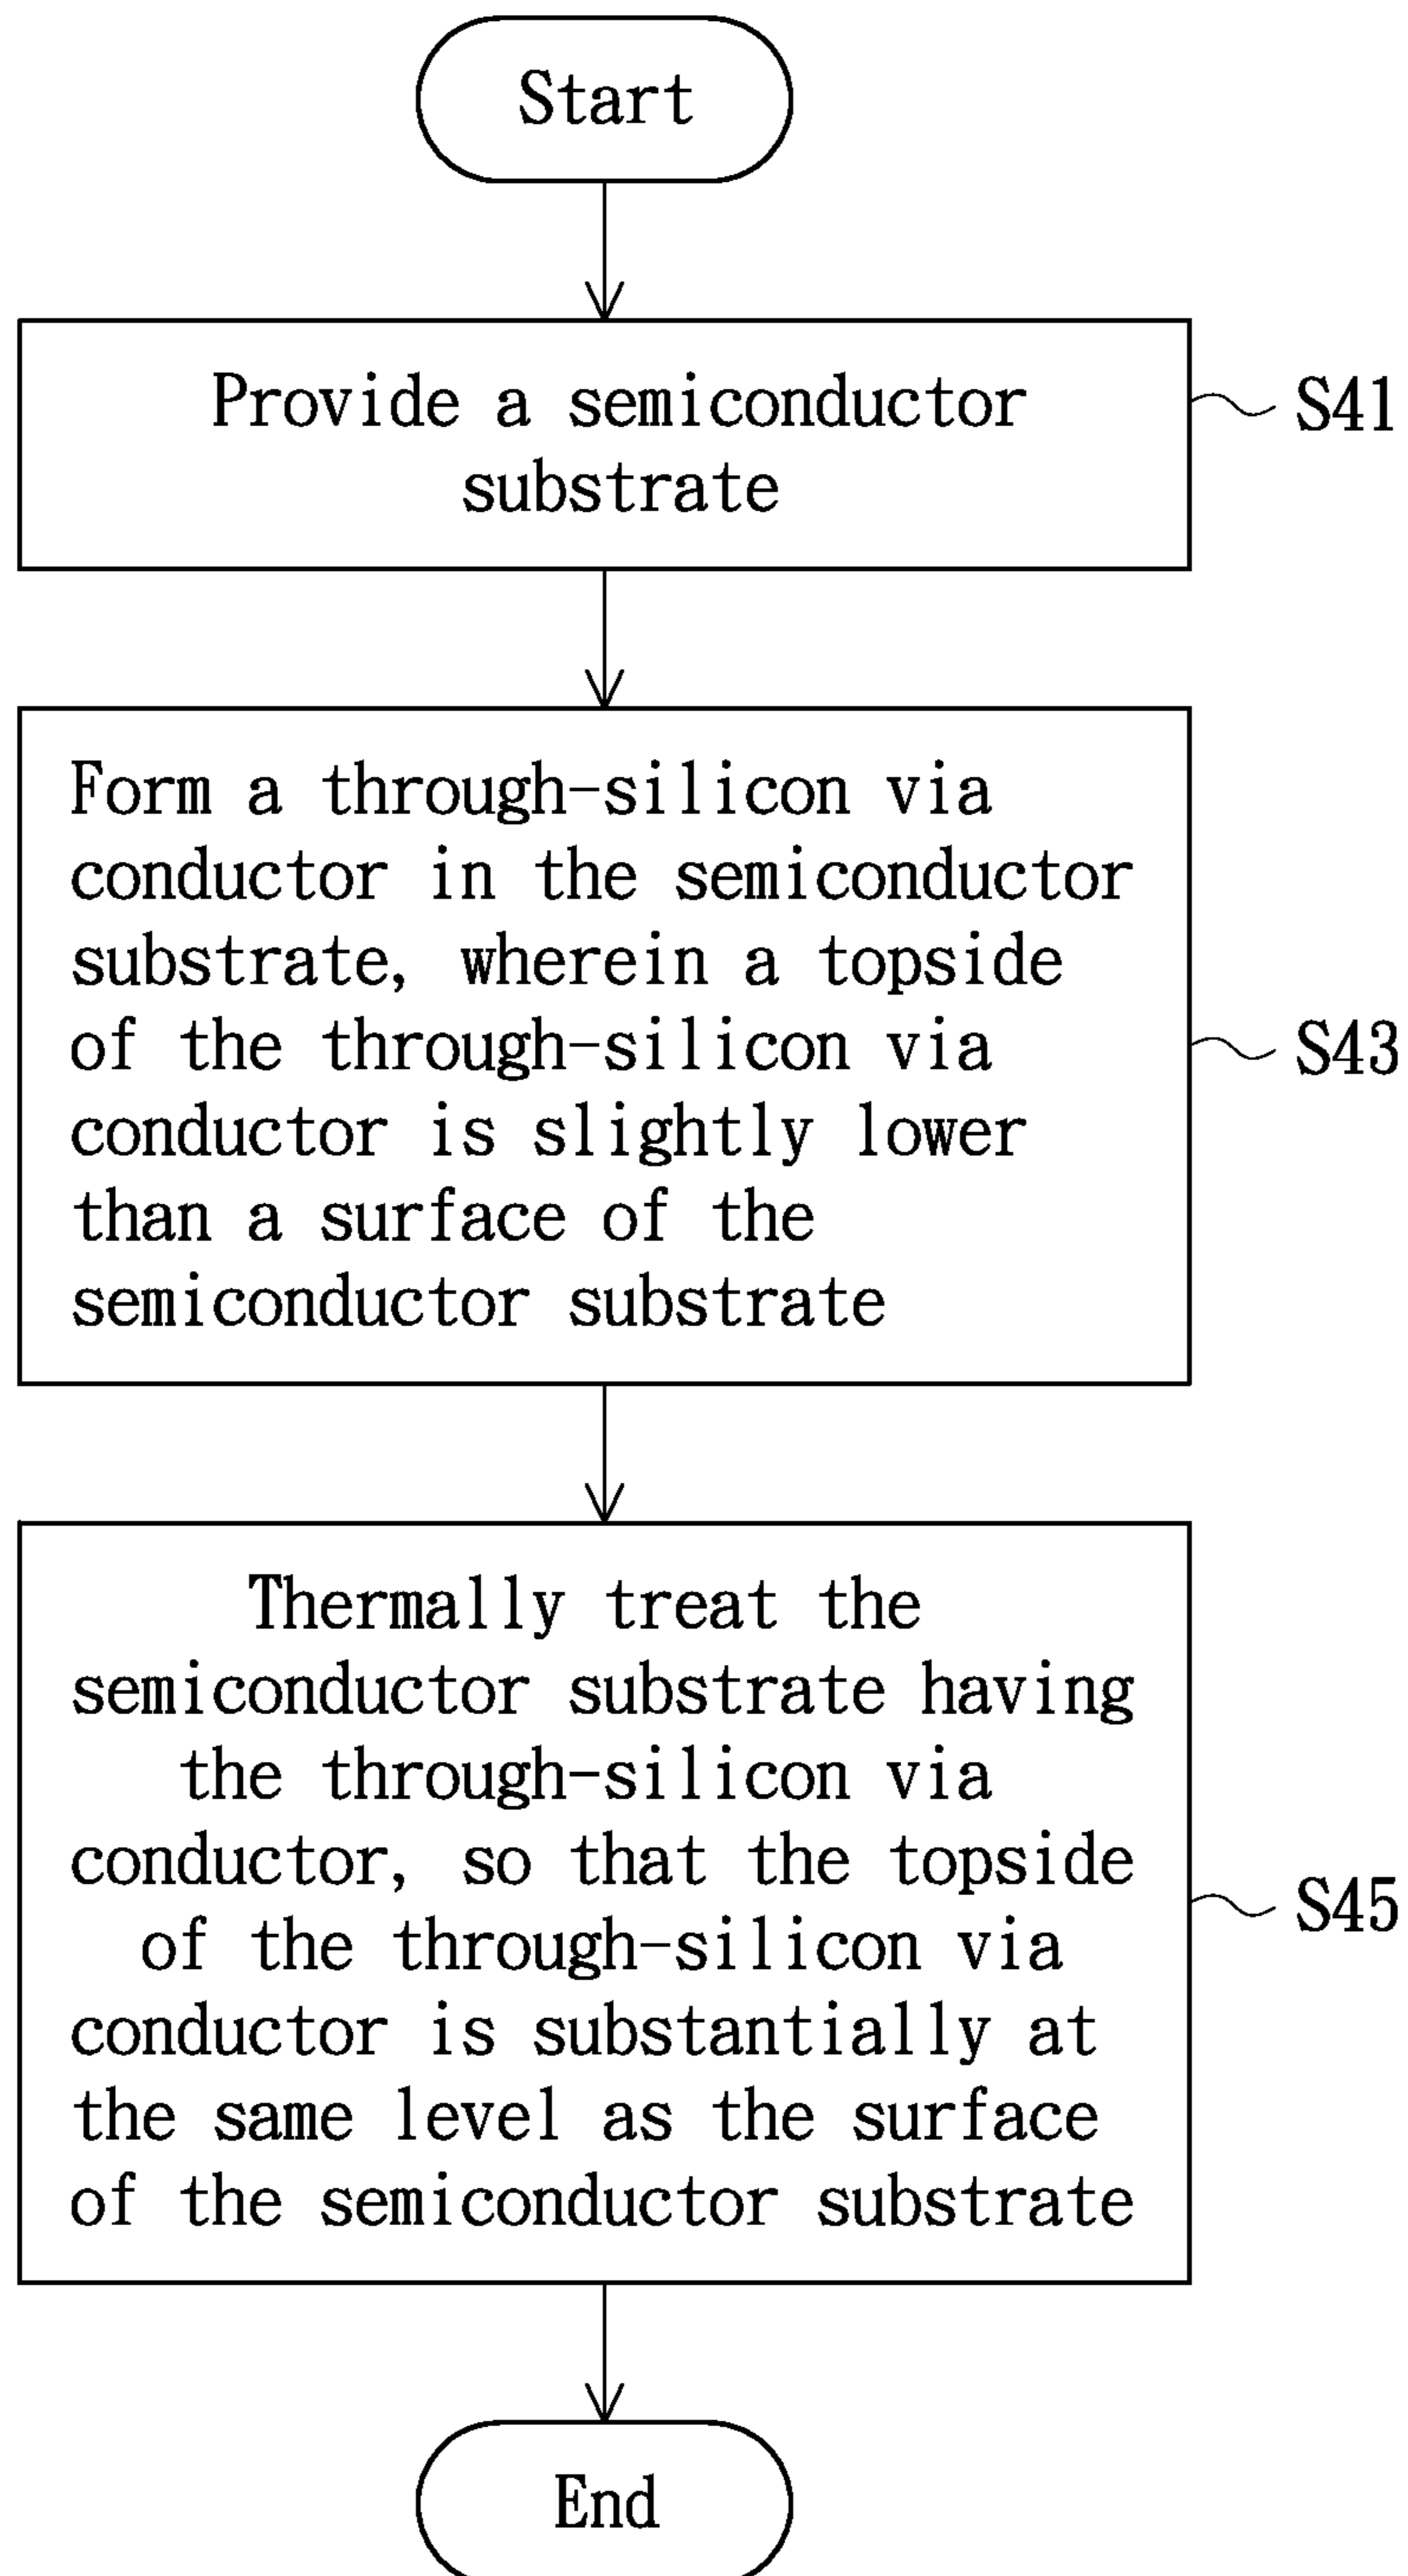 Start
Provide a semiconductor
substrate
S41
Form a through-silicon via
conductor in the semiconductor
substrate, wherein a topside
of the through-silicon via
conductor is slightly lower
than a surface of the
semiconductor substrate
S43
Thermally treat the
semiconductor substrate having
the through-silicon via
conductor, so that the topside
of the through-silicon via
conductor is substantially at
the same level as the surface
of the semiconductor substrate
S45
End